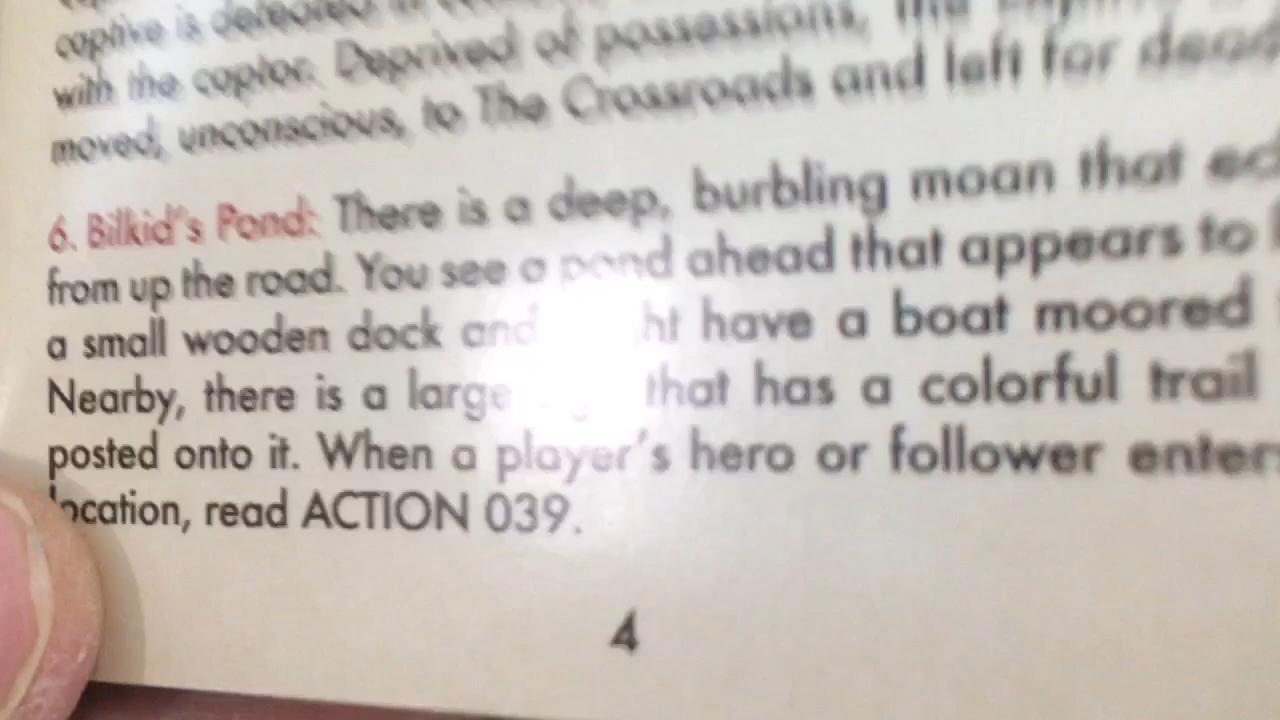 captive is defeated
with the captor. Deprived of possessions, the
moved, unconscious, to The Crossroads and left for dead
6. Bilkid's Pond: There is a deep, burbling moan that
from up the road. You see a pond ahead that appears to
a small wooden dock and have a boat moored
Nearby, there is a large that has a colorful trail
posted onto it. When a player's hero or follower
location, read ACTION 039.
4